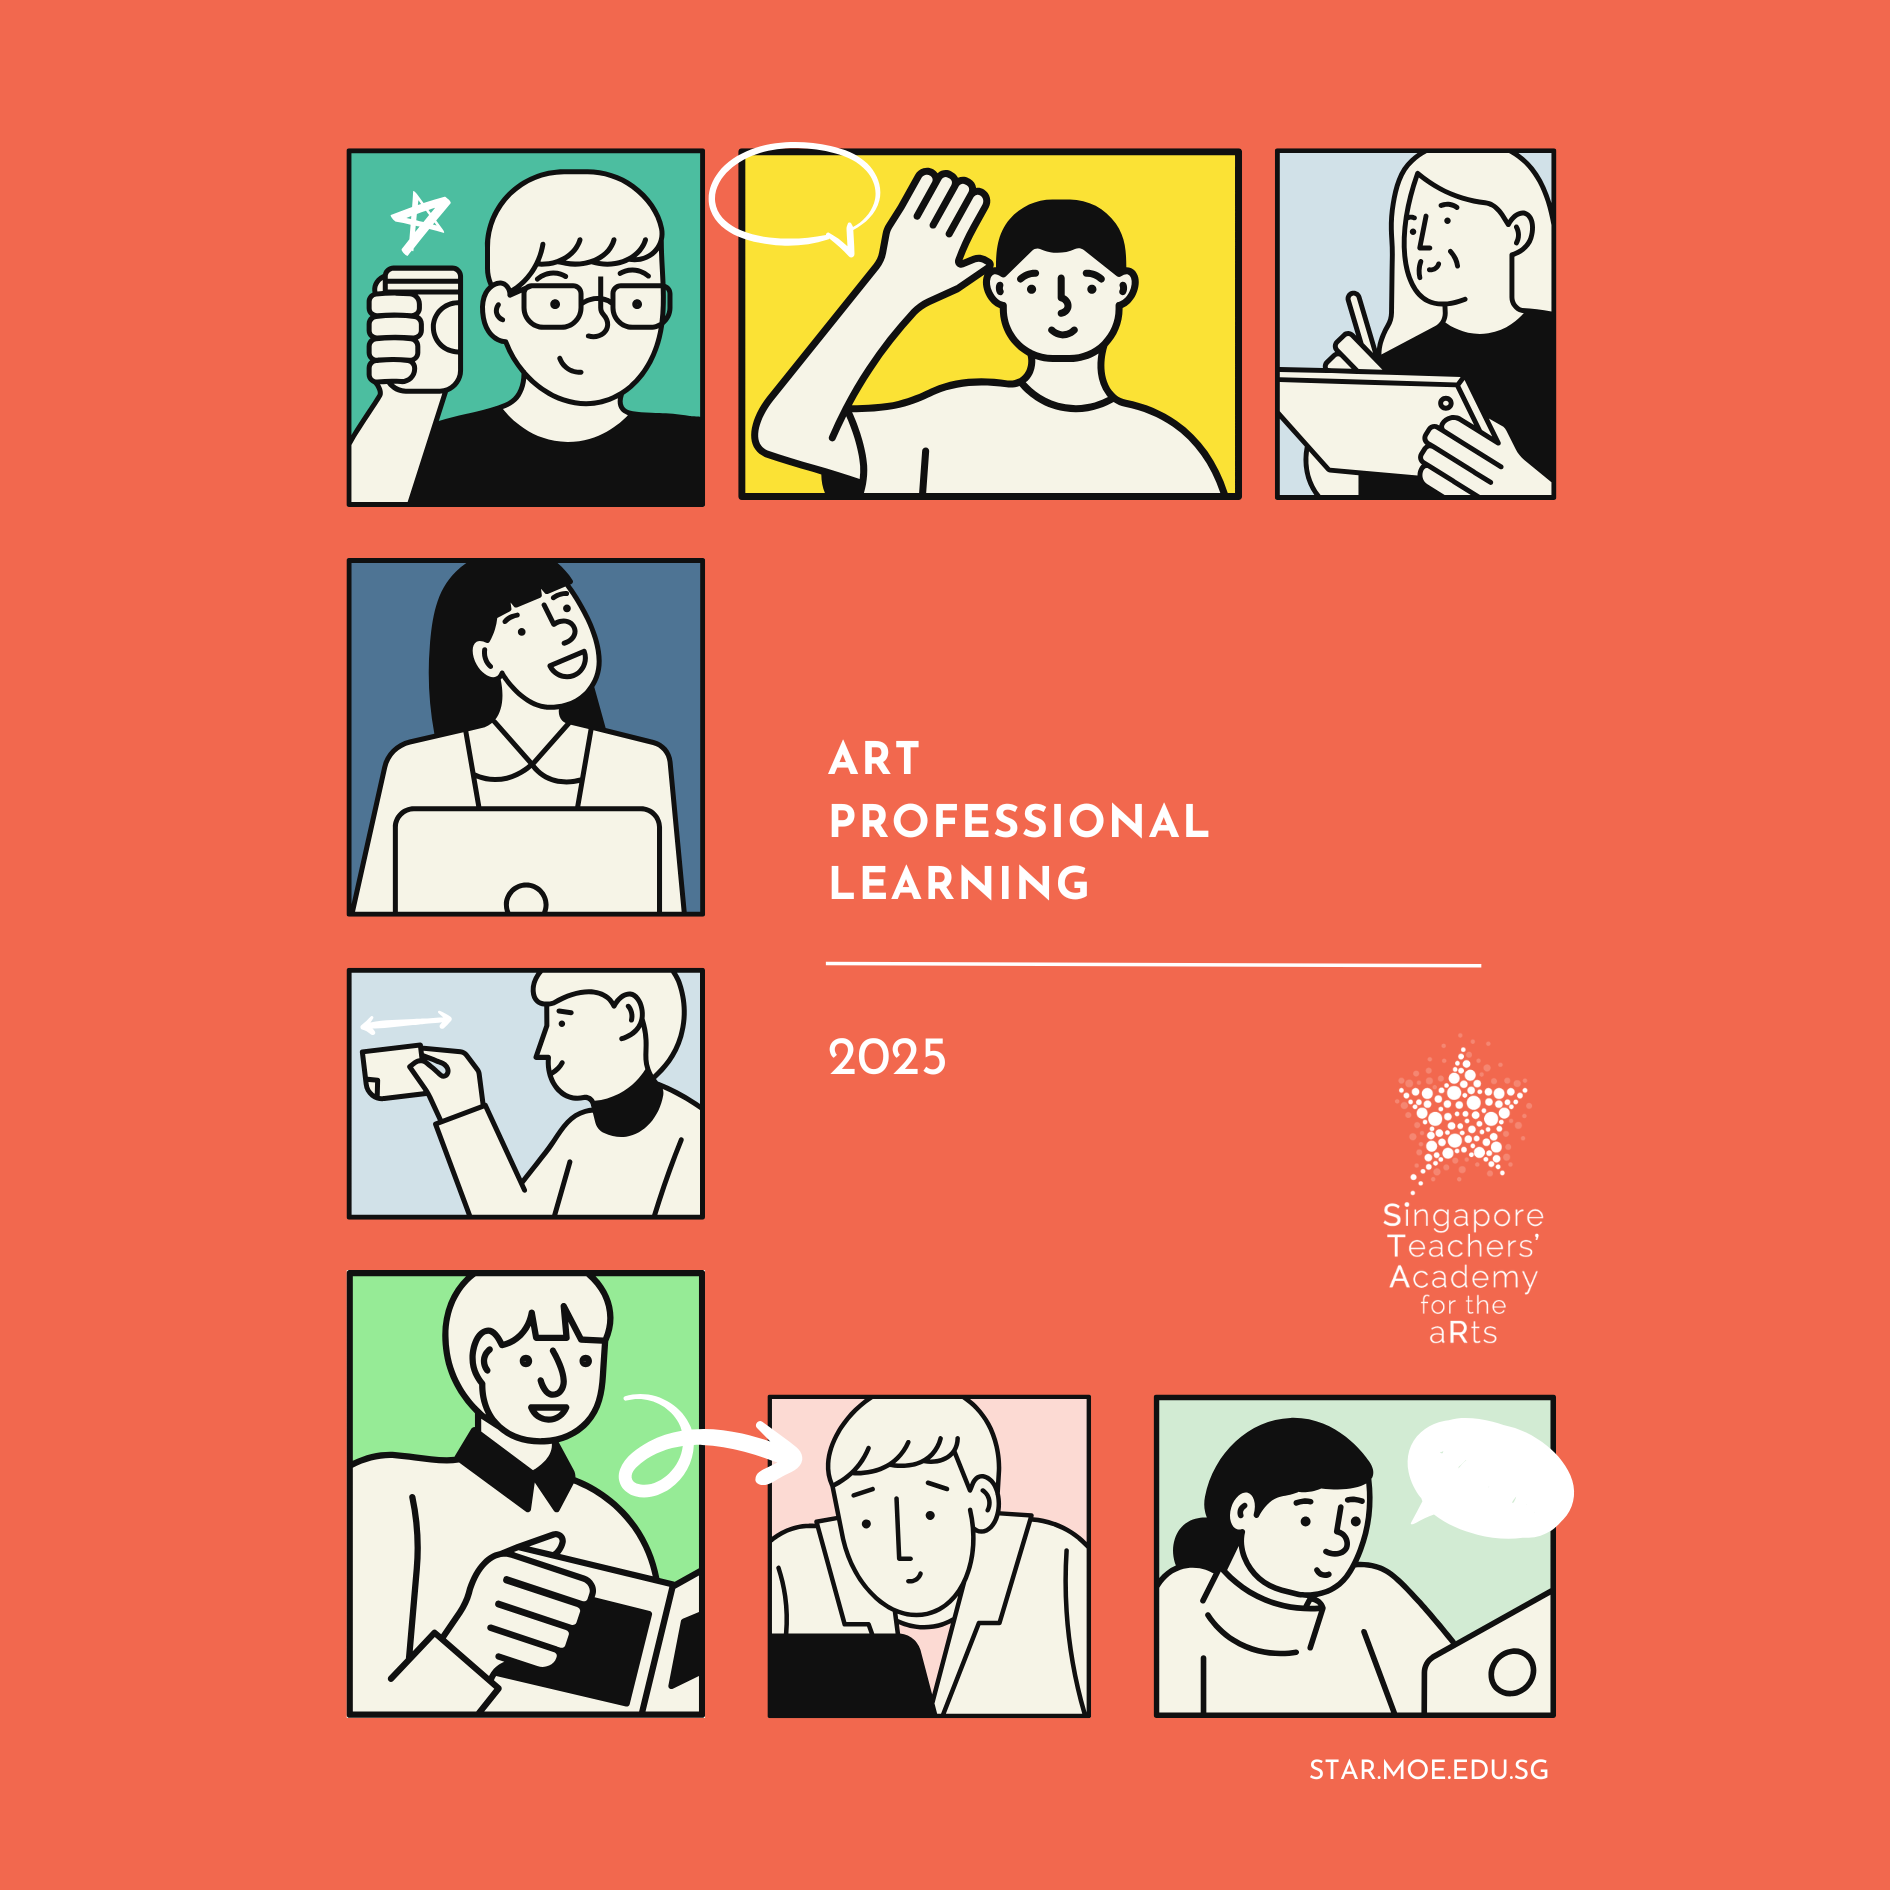 ART
PROFESSIONAL
LEARNING
2025
Singapore
Teachers’
Academy
for the
aRts
STAR.MOE.EDU.SG